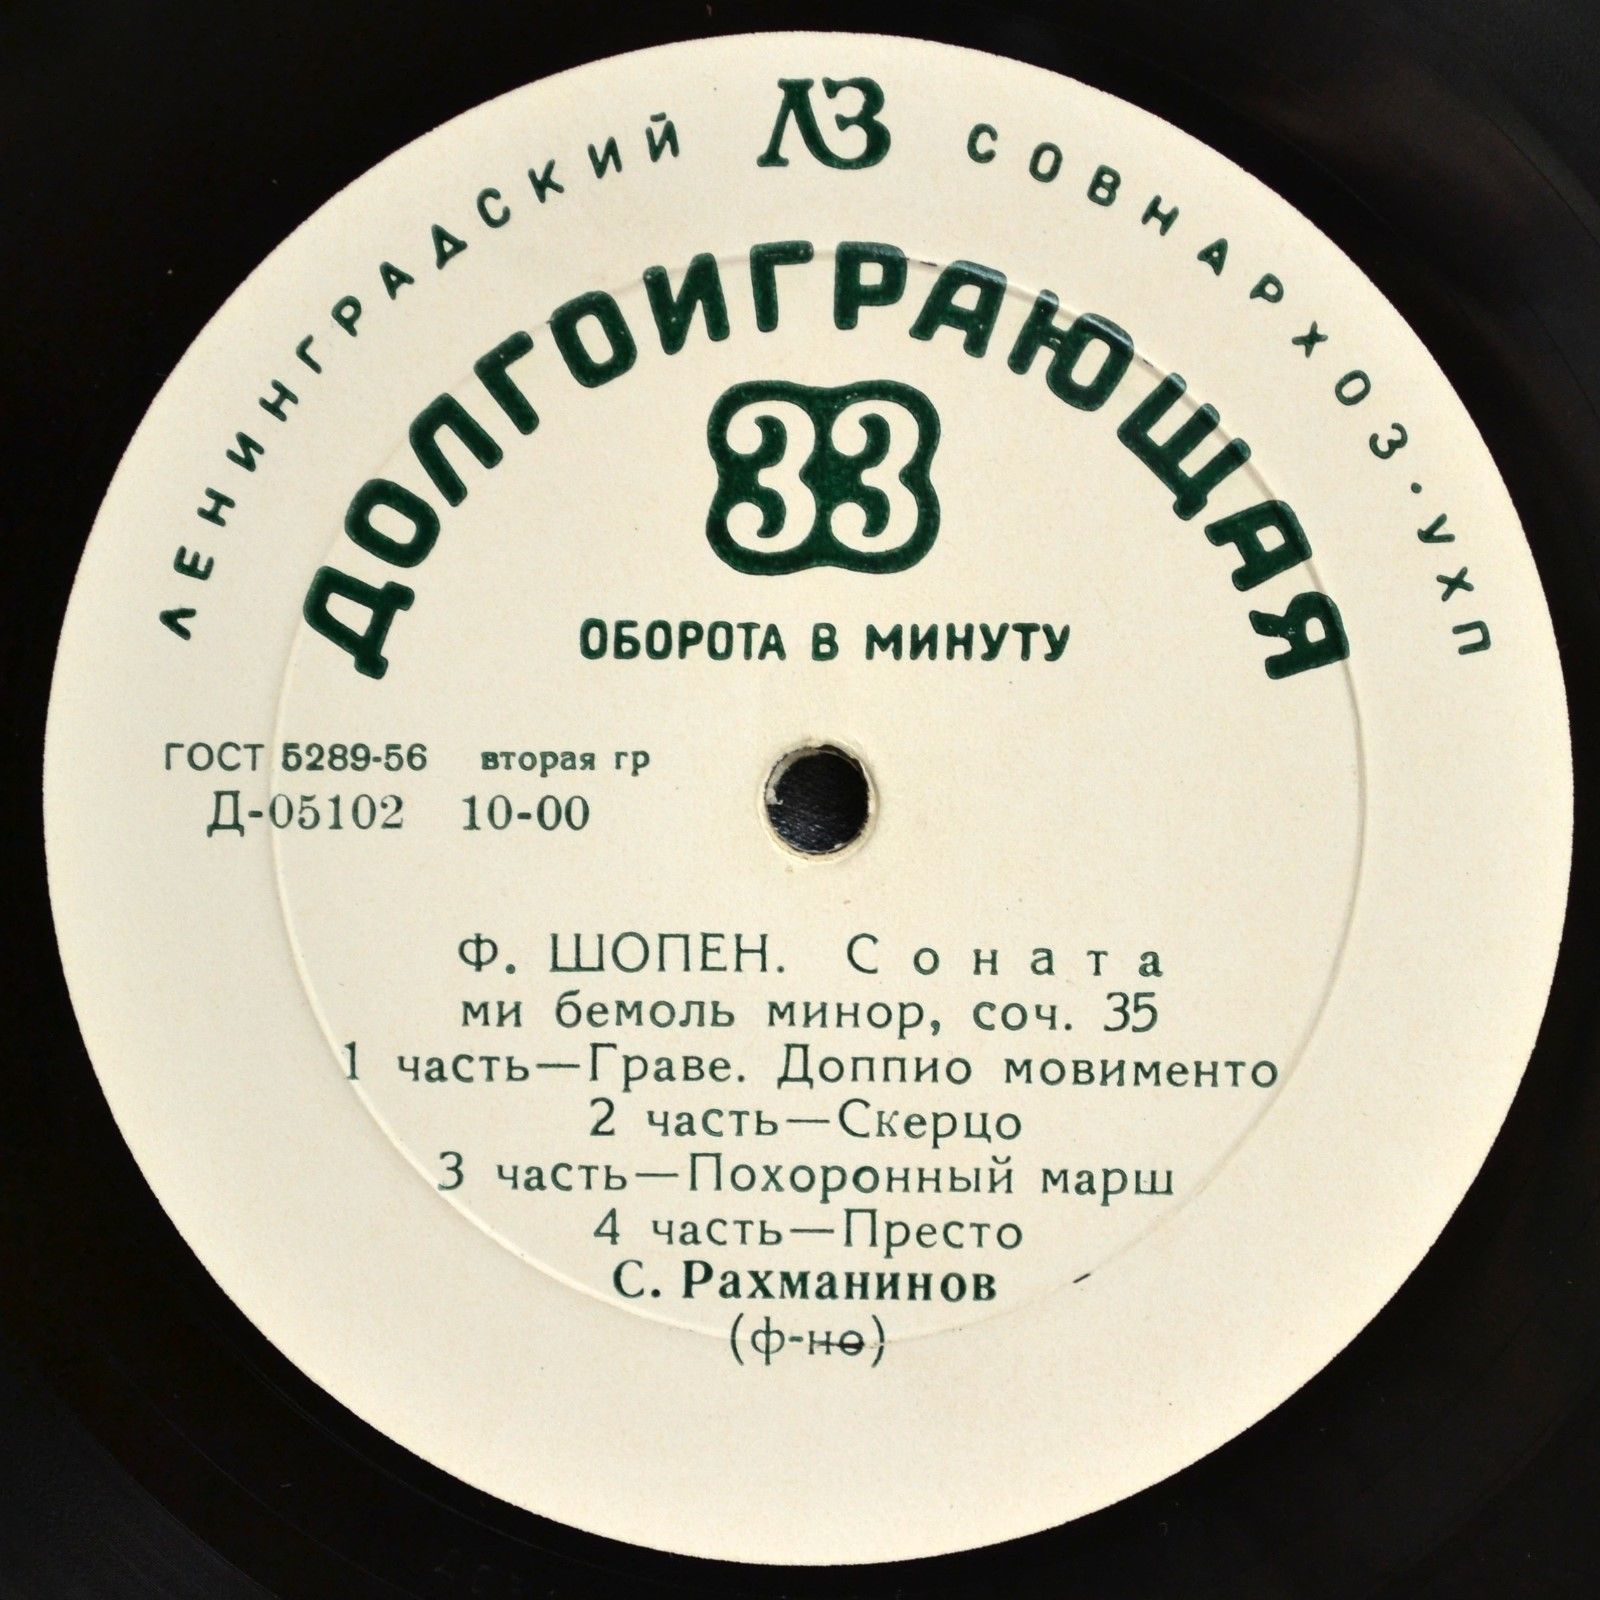 ЛЗ
ЛЕНИНГРАДСКИЙ СОВНАРХОЗ · УХП
ДОЛГОИГРАЮЩАЯ
33
ОБОРОТА В МИНУТУ
ГОСТ 5289-56 вторая гр
Д-05102 10-00
Ф. ШОПЕН. Соната
ми бемоль минор, соч. 35
1 часть—Граве. Доппио мовименто
2 часть—Скерцо
3 часть—Похоронный марш
4 часть—Престо
С. Рахманинов
(ф-но)